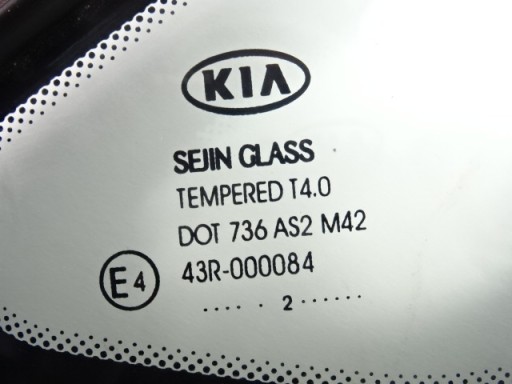 KIA
SEJIN GLASS
TEMPERED T4.0
DOT 736 AS2 M42
E4 43R-000084
..... . 2 ......